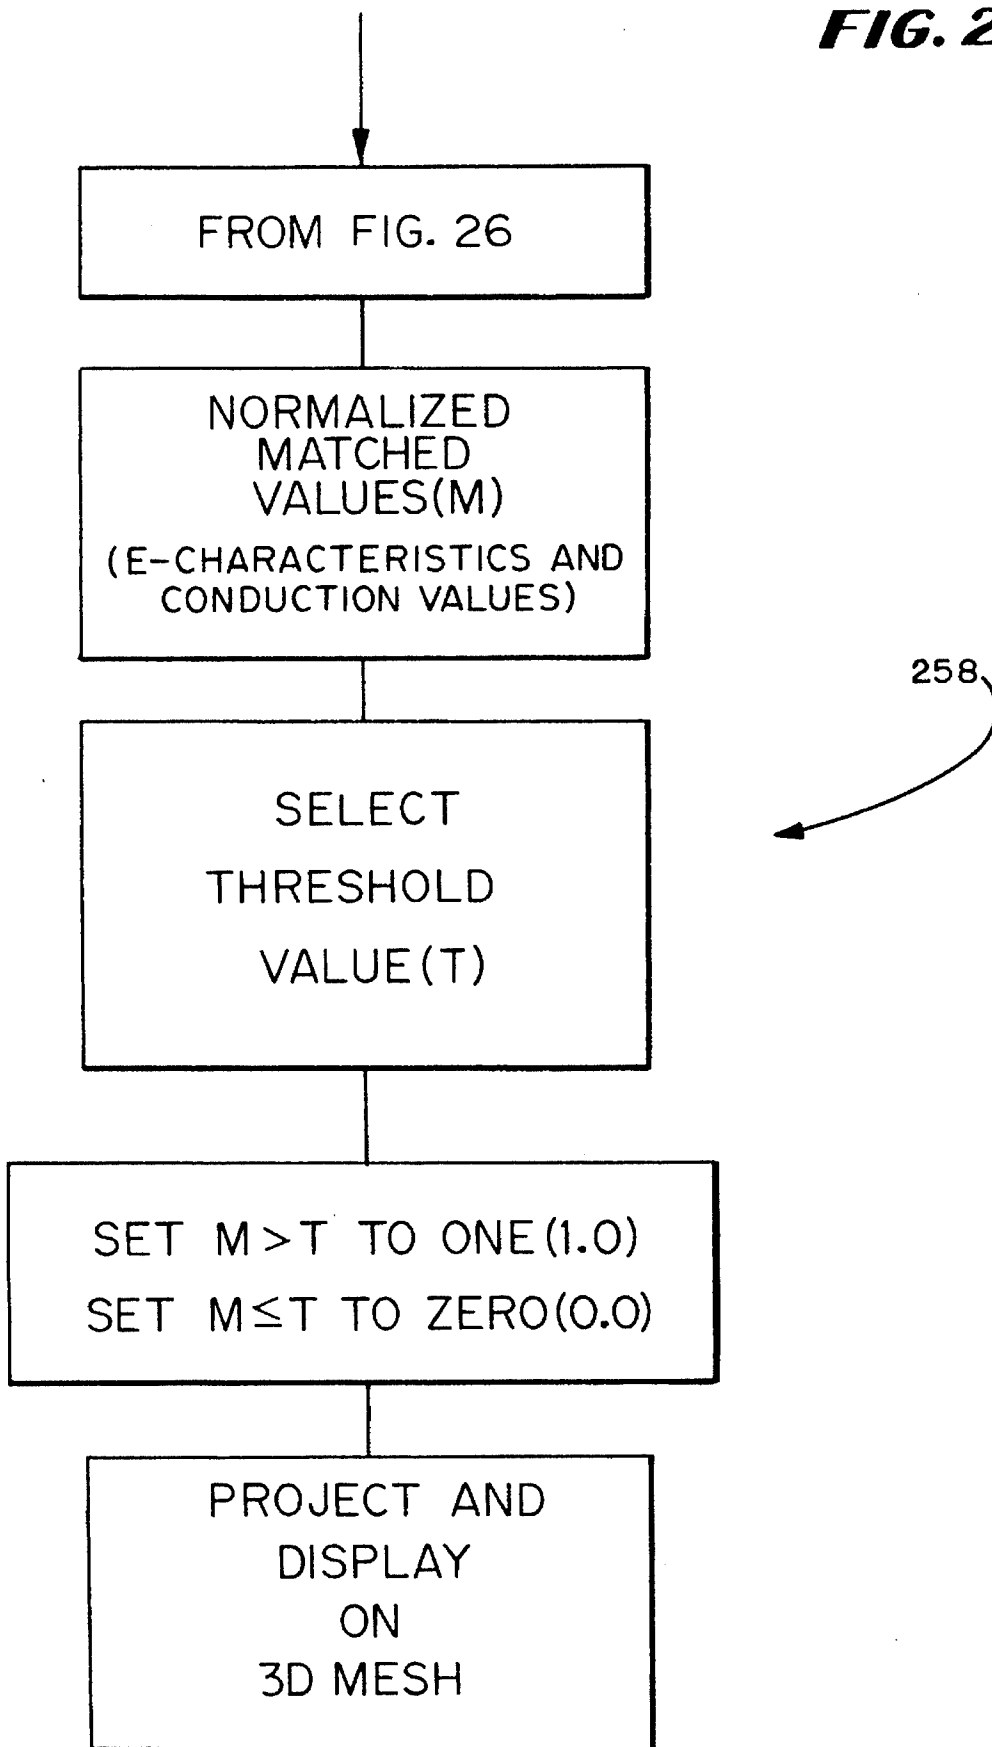 FIG. 2
FROM FIG. 26
NORMALIZED
MATCHED
VALUES(M)
(E-CHARACTERISTICS AND
CONDUCTION VALUES)
258
SELECT
THRESHOLD
VALUE(T)
SET M>T TO ONE(1.0)
SET M≤T TO ZERO(0.0)
PROJECT AND
DISPLAY
ON
3D MESH